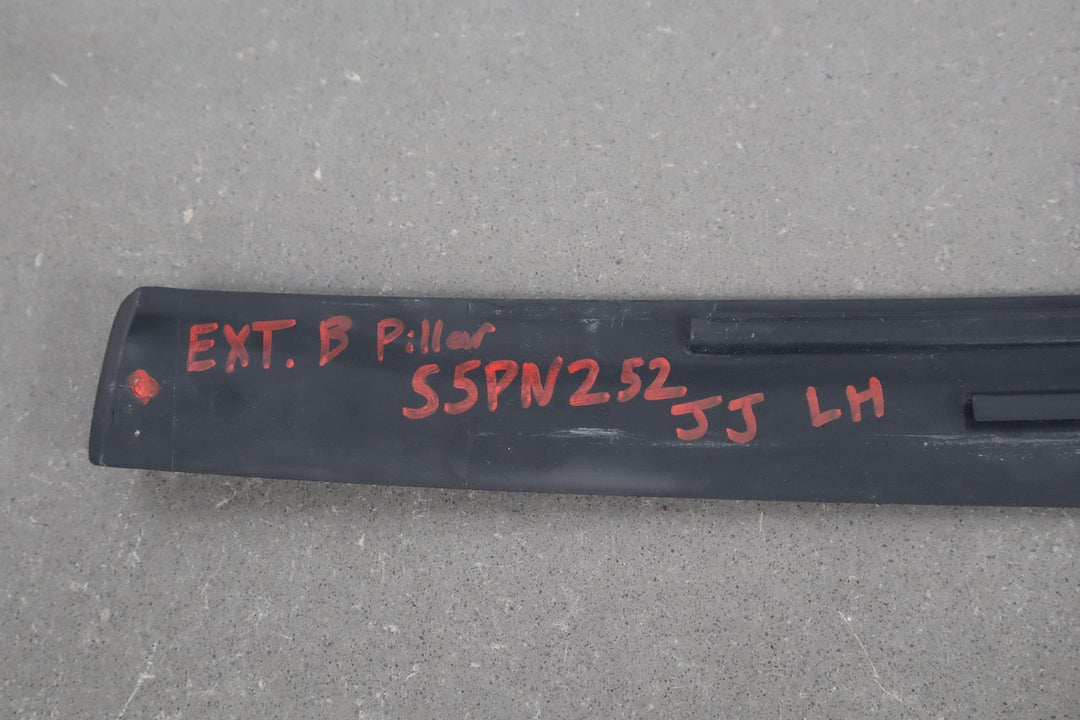 EXT. B Pillar
S5PN252
JJ LH